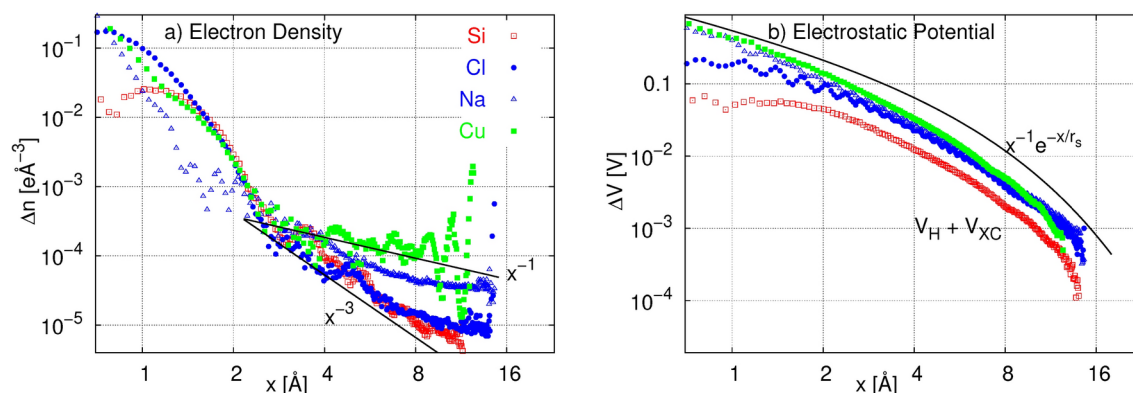 a) Electron Density
Si
Cl
Na
Cu
10⁻¹
10⁻²
10⁻³
10⁻⁴
10⁻⁵
Δn [eÅ⁻³]
x⁻¹
x⁻³
1 2 4 8 16
x [Å]
b) Electrostatic Potential
0.1
10⁻²
10⁻³
10⁻⁴
ΔV [V]
x⁻¹e⁻ˣ/ʳₛ
V_H + V_XC
1 2 4 8 16
x [Å]